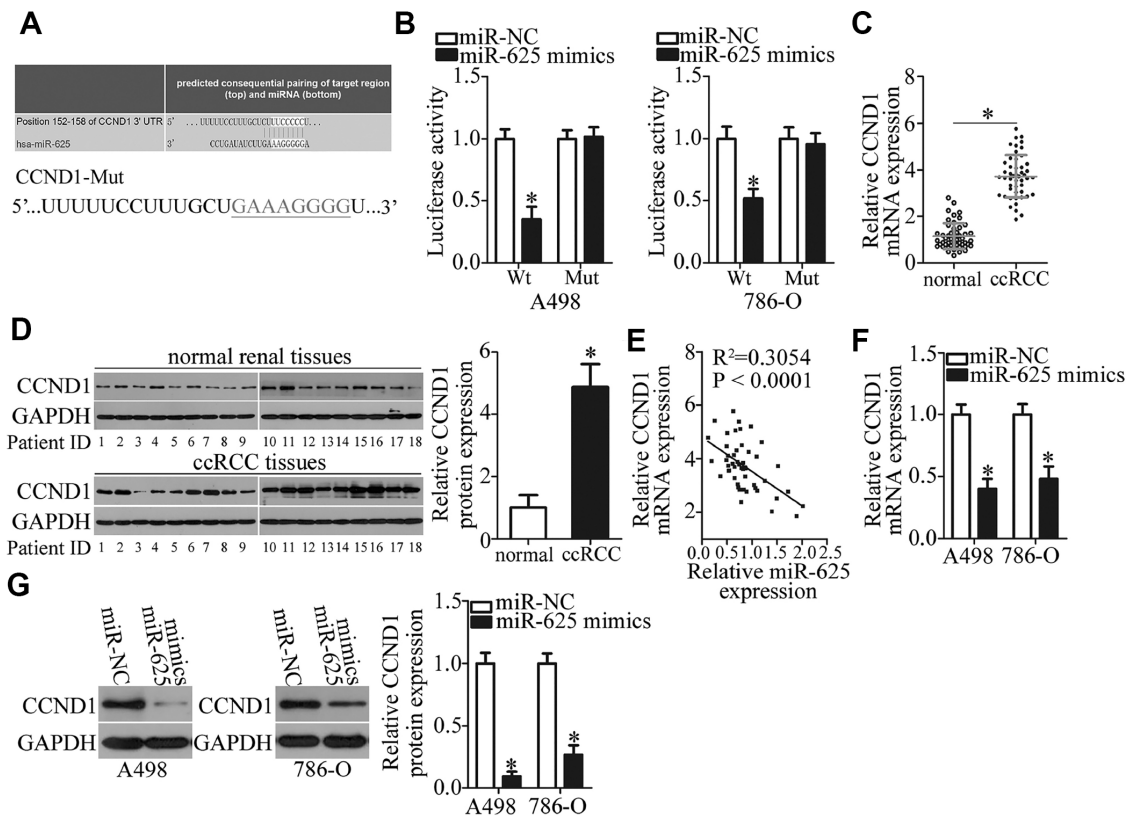 A
predicted consequential pairing of target region
(top) and miRNA (bottom)
Position 152-158 of CCND1 3' UTR 5' ...UUUUUCCUUUGCUCUUUCCCCCU...
hsa-miR-625 3' CCUGAUAUCUUGAAAGGGGGA
CCND1-Mut
5'...UUUUUCCUUUGCUGAAAGGGGU...3'
B
miR-NC
miR-625 mimics
Luciferase activity
1.5
1.0
0.5
0.0
*
Wt Mut
A498
miR-NC
miR-625 mimics
Luciferase activity
1.5
1.0
0.5
0.0
*
Wt Mut
786-O
C
Relative CCND1
mRNA expression
8
6
4
2
0
*
normal ccRCC
D
normal renal tissues
CCND1
GAPDH
Patient ID 1 2 3 4 5 6 7 8 9 10 11 12 13 14 15 16 17 18
ccRCC tissues
CCND1
GAPDH
Patient ID 1 2 3 4 5 6 7 8 9 10 11 12 13 14 15 16 17 18
Relative CCND1
protein expression
6
4
2
0
*
normal ccRCC
E
Relative CCND1
mRNA expression
8
6
4
2
R²=0.3054
P < 0.0001
0.0 0.5 1.0 1.5 2.0 2.5
Relative miR-625
expression
F
miR-NC
miR-625 mimics
Relative CCND1
mRNA expression
1.5
1.0
0.5
0.0
* *
A498 786-O
G
miR-NC
miR-625
mimics
CCND1
GAPDH
A498
miR-NC
miR-625
mimics
CCND1
GAPDH
786-O
miR-NC
miR-625 mimics
Relative CCND1
protein expression
1.5
1.0
0.5
0.0
* *
A498 786-O